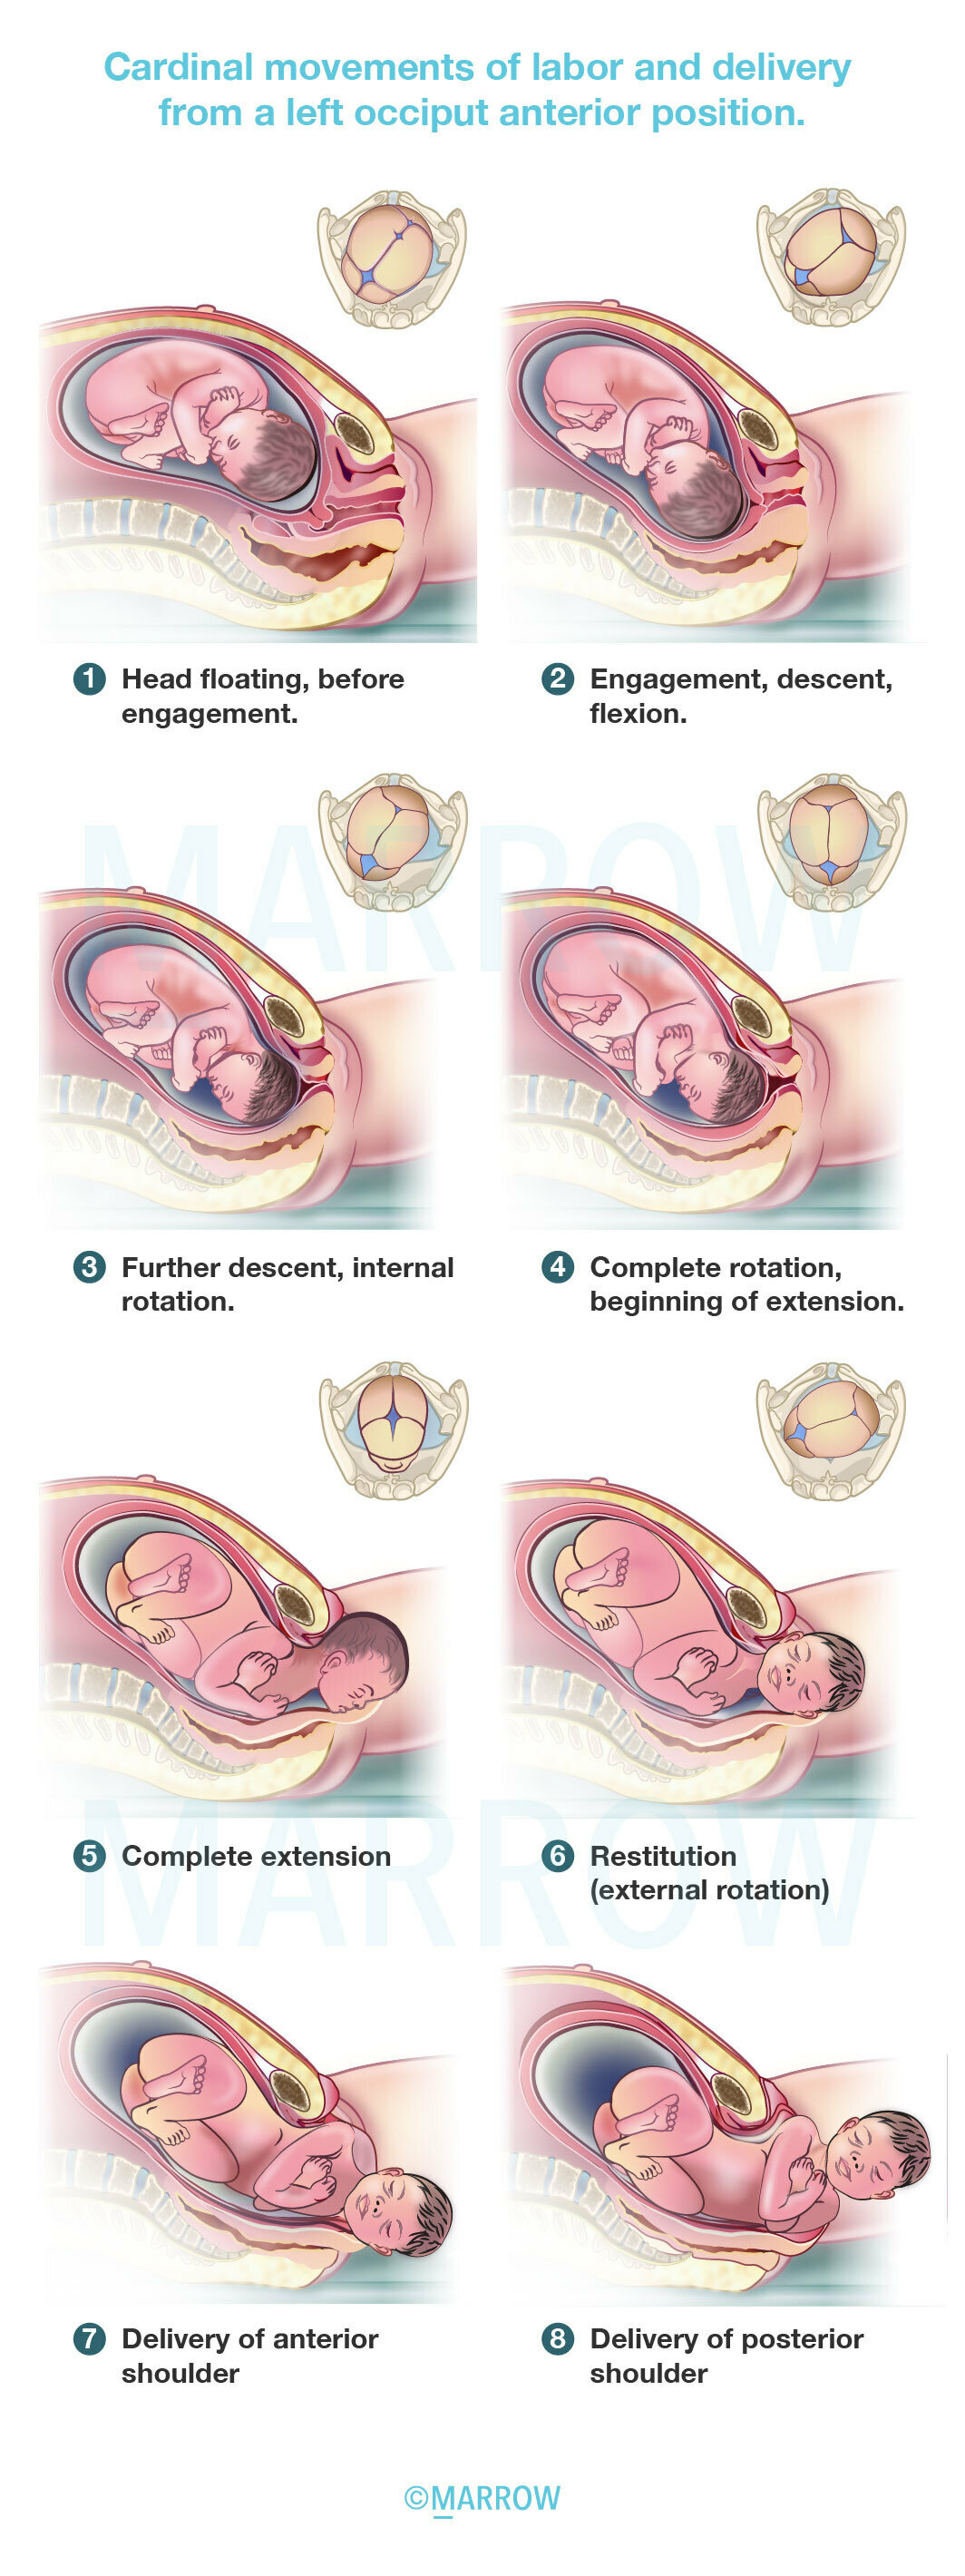 Cardinal movements of labor and delivery
from a left occiput anterior position.
1 Head floating, before
engagement.
2 Engagement, descent,
flexion.
MARROW
3 Further descent, internal
rotation.
4 Complete rotation,
beginning of extension.
5 Complete extension
6 Restitution
(external rotation)
MARROW
7 Delivery of anterior
shoulder
8 Delivery of posterior
shoulder
©MARROW